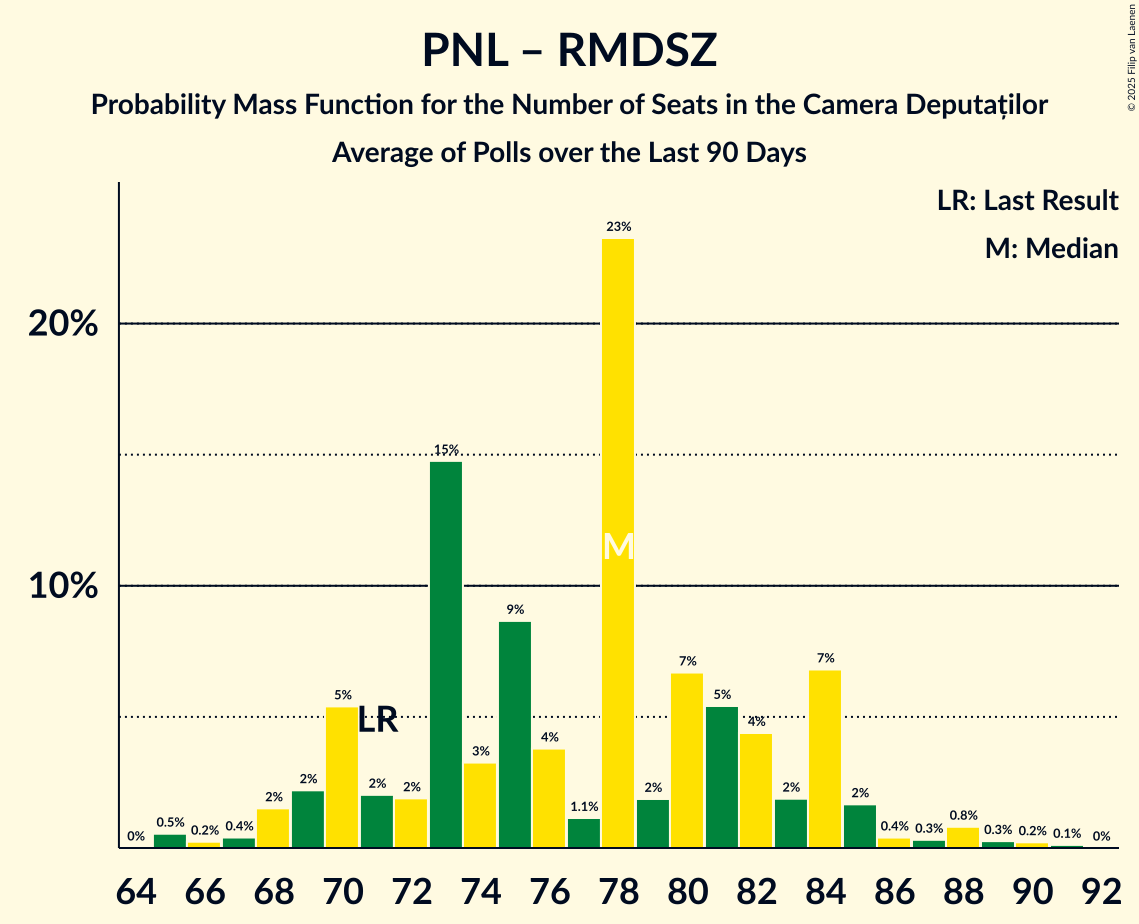 PNL – RMDSZ
Probability Mass Function for the Number of Seats in the Camera Deputaților
Average of Polls over the Last 90 Days
© 2025 Filip van Laenen
LR: Last Result
M: Median
20%
10%
0% 0.5% 0.2% 0.4% 2% 2% 5% 2% 2% 15% 3% 9% 4% 1.1% 23% 2% 7% 5% 4% 2% 7% 2% 0.4% 0.3% 0.8% 0.3% 0.2% 0.1% 0%
LR
M
64 66 68 70 72 74 76 78 80 82 84 86 88 90 92